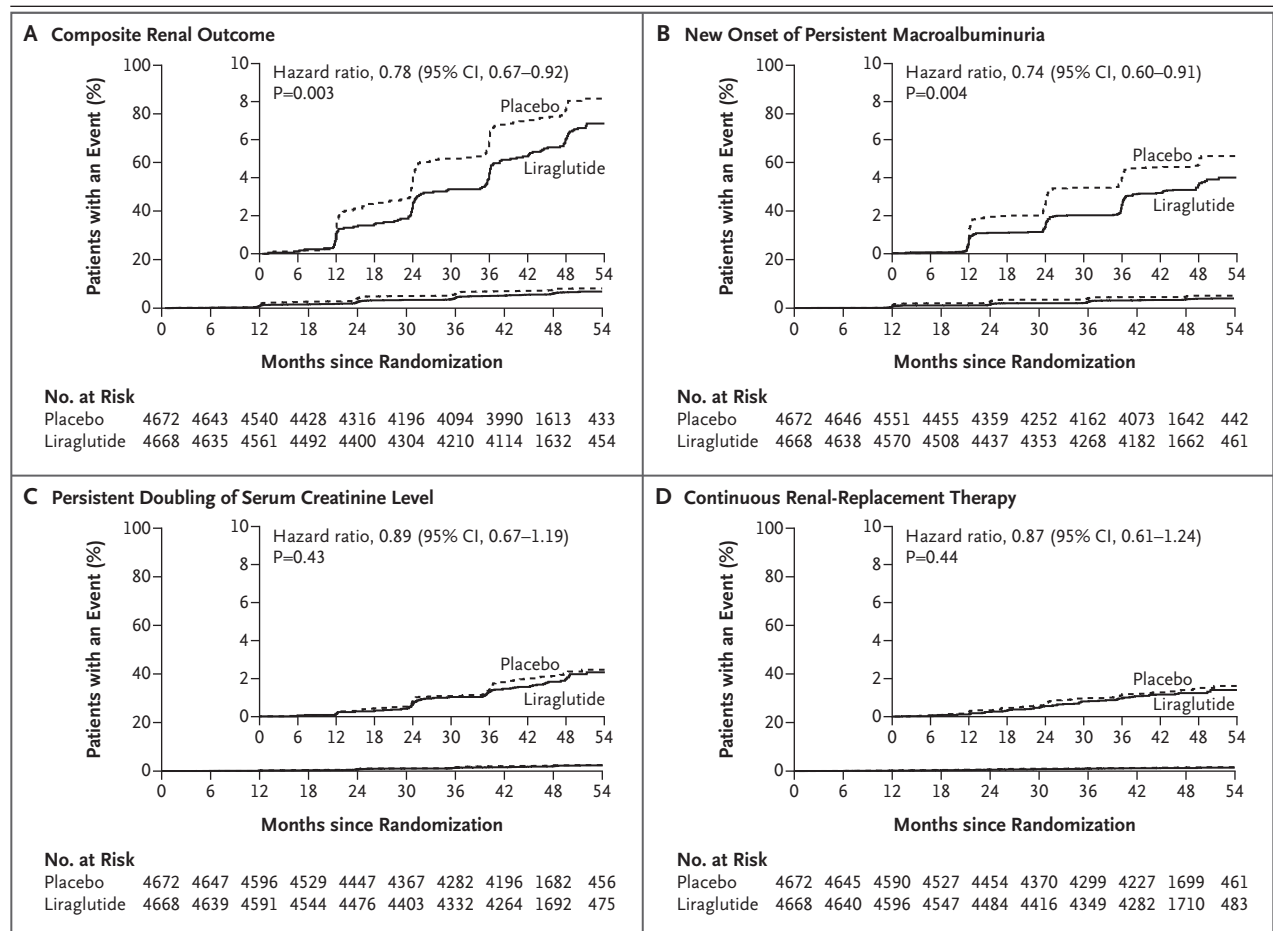 A Composite Renal Outcome
Patients with an Event (%)
100
80
60
40
20
0
10
8
6
4
2
0
Hazard ratio, 0.78 (95% CI, 0.67–0.92)
P=0.003
Placebo
Liraglutide
0 6 12 18 24 30 36 42 48 54
0 6 12 18 24 30 36 42 48 54
Months since Randomization
No. at Risk
Placebo 4672 4643 4540 4428 4316 4196 4094 3990 1613 433
Liraglutide 4668 4635 4561 4492 4400 4304 4210 4114 1632 454
B New Onset of Persistent Macroalbuminuria
Patients with an Event (%)
100
80
60
40
20
0
10
8
6
4
2
0
Hazard ratio, 0.74 (95% CI, 0.60–0.91)
P=0.004
Placebo
Liraglutide
0 6 12 18 24 30 36 42 48 54
0 6 12 18 24 30 36 42 48 54
Months since Randomization
No. at Risk
Placebo 4672 4646 4551 4455 4359 4252 4162 4073 1642 442
Liraglutide 4668 4638 4570 4508 4437 4353 4268 4182 1662 461
C Persistent Doubling of Serum Creatinine Level
Patients with an Event (%)
100
80
60
40
20
0
10
8
6
4
2
0
Hazard ratio, 0.89 (95% CI, 0.67–1.19)
P=0.43
Placebo
Liraglutide
0 6 12 18 24 30 36 42 48 54
0 6 12 18 24 30 36 42 48 54
Months since Randomization
No. at Risk
Placebo 4672 4647 4596 4529 4447 4367 4282 4196 1682 456
Liraglutide 4668 4639 4591 4544 4476 4403 4332 4264 1692 475
D Continuous Renal-Replacement Therapy
Patients with an Event (%)
100
80
60
40
20
0
10
8
6
4
2
0
Hazard ratio, 0.87 (95% CI, 0.61–1.24)
P=0.44
Placebo
Liraglutide
0 6 12 18 24 30 36 42 48 54
0 6 12 18 24 30 36 42 48 54
Months since Randomization
No. at Risk
Placebo 4672 4645 4590 4527 4454 4370 4299 4227 1699 461
Liraglutide 4668 4640 4596 4547 4484 4416 4349 4282 1710 483